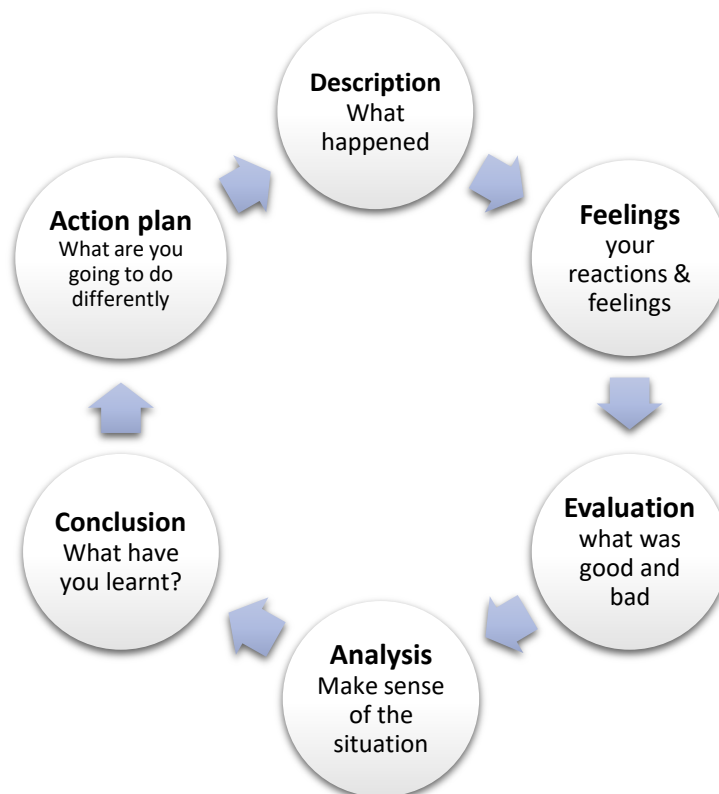 Description
What
happened
Feelings
your
reactions &
feelings
Evaluation
what was
good and
bad
Analysis
Make sense
of the
situation
Conclusion
What have
you learnt?
Action plan
What are you
going to do
differently